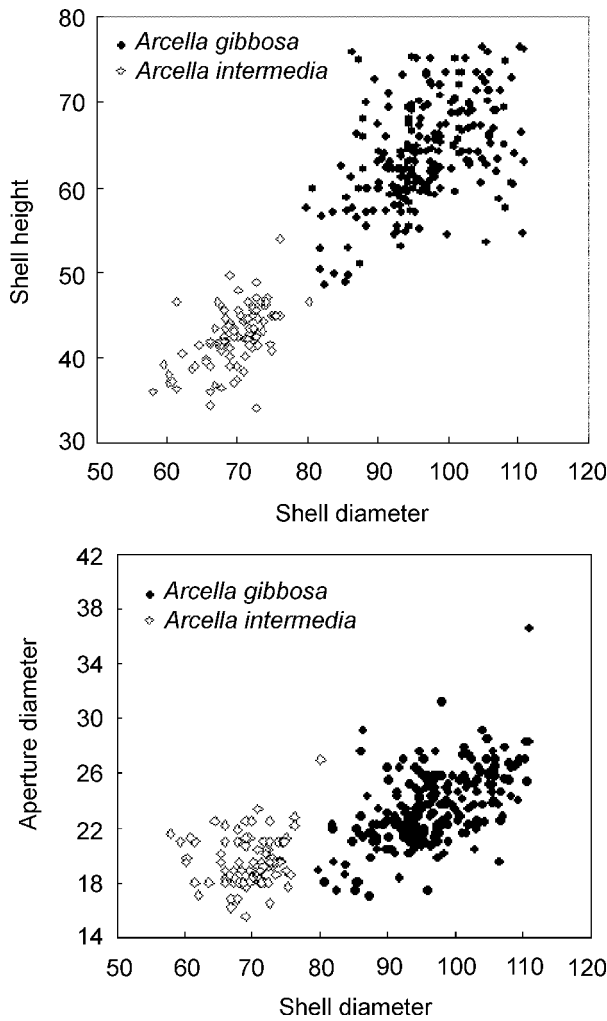 80
Arcella gibbosa
Arcella intermedia
70
60
Shell height
50
40
30
50 60 70 80 90 100 110 120
Shell diameter
42
Arcella gibbosa
38
Arcella intermedia
34
30
Aperture diameter
26
22
18
14
50 60 70 80 90 100 110 120
Shell diameter